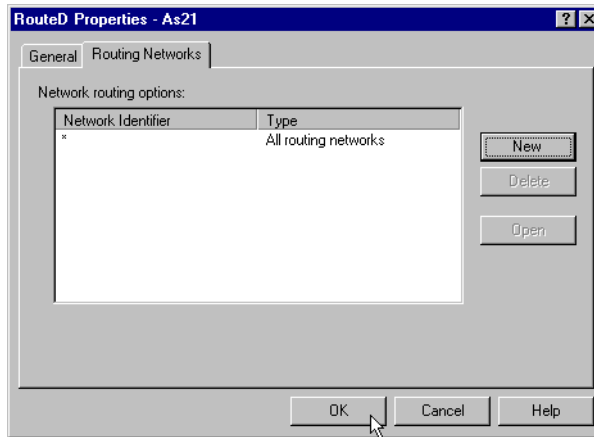 RouteD Properties - As21
General Routing Networks
Network routing options:
Network Identifier Type
* All routing networks
New
Delete
Open
OK Cancel Help